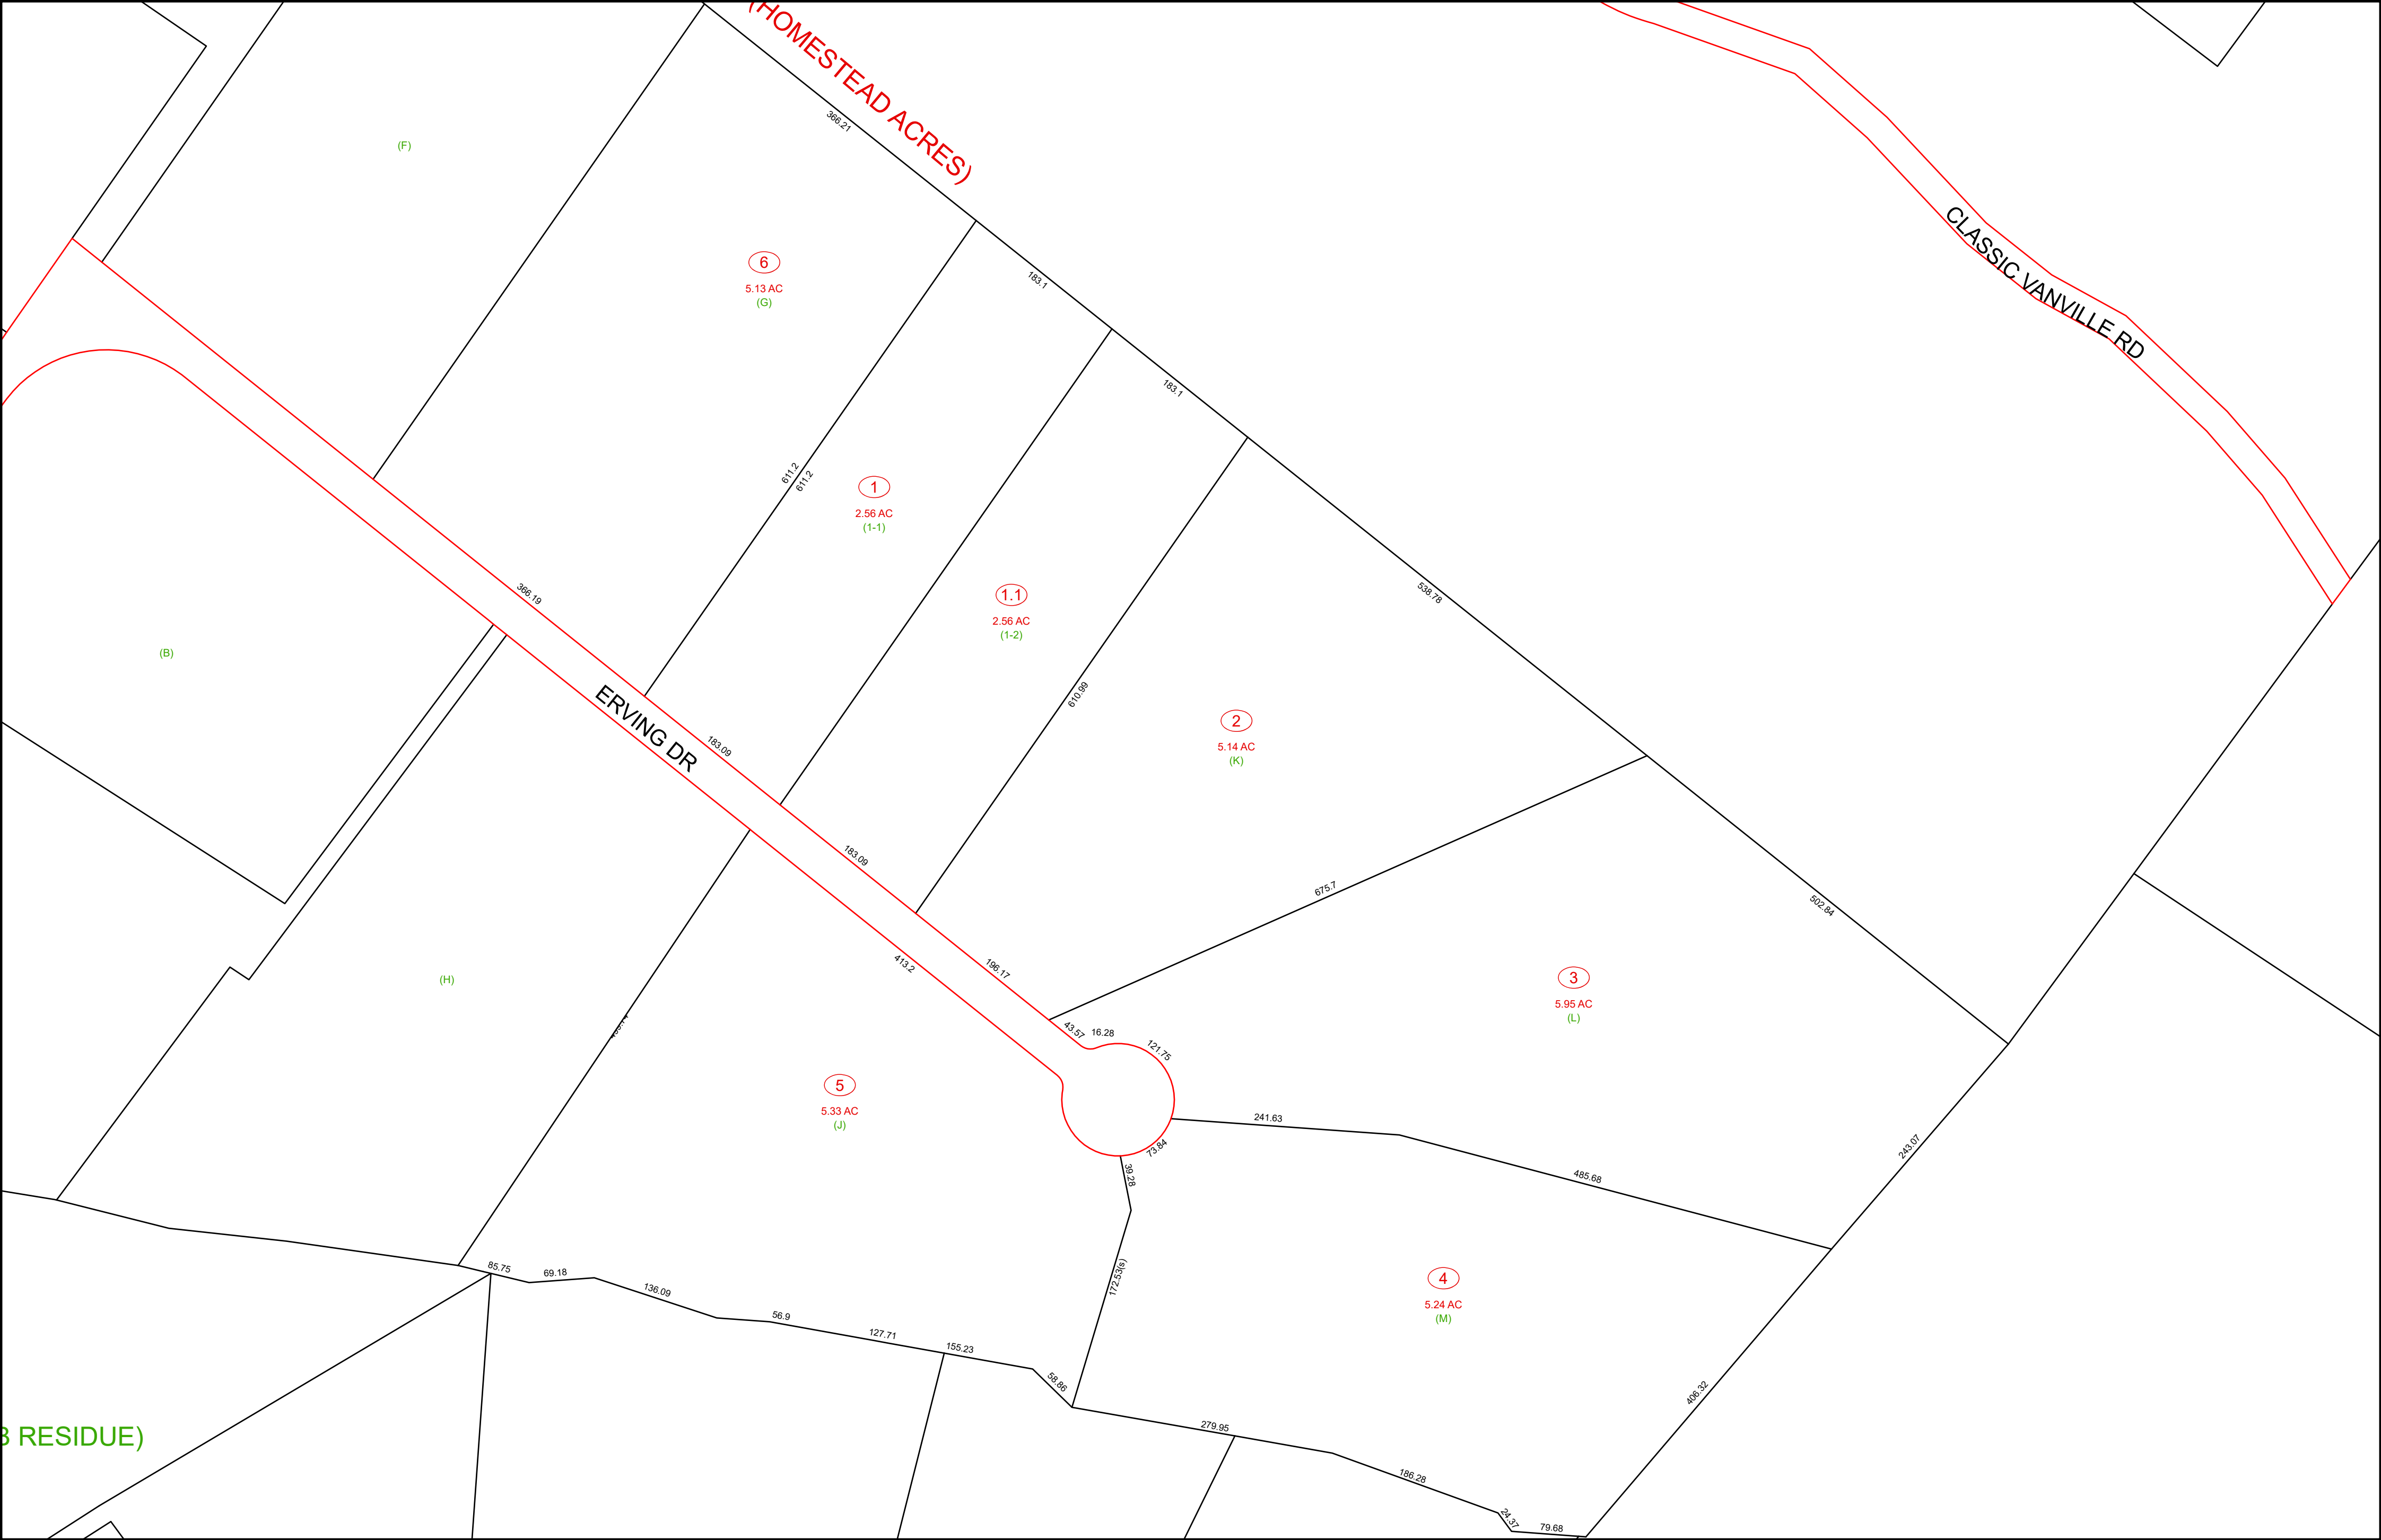 (HOMESTEAD ACRES)
366.21
(F)
CLASSIC VANVILLE RD
6
5.13 AC
(G)
183.1
183.1
611.2
611.2
1
2.56 AC
(1-1)
366.19
1.1
2.56 AC
(1-2)
538.78
(B)
610.99
2
5.14 AC
(K)
ERVING DR
183.09
183.09
675.7
502.84
413.2
196.17
(H)
3
5.95 AC
(L)
43.57
16.28
121.75
5
5.33 AC
(J)
241.63
73.84
39.28
485.68
243.07
85.75
69.18
136.09
172.53(s)
4
5.24 AC
(M)
56.9
127.71
155.23
58.86
406.32
279.95
RESIDUE)
186.28
24.37
79.68